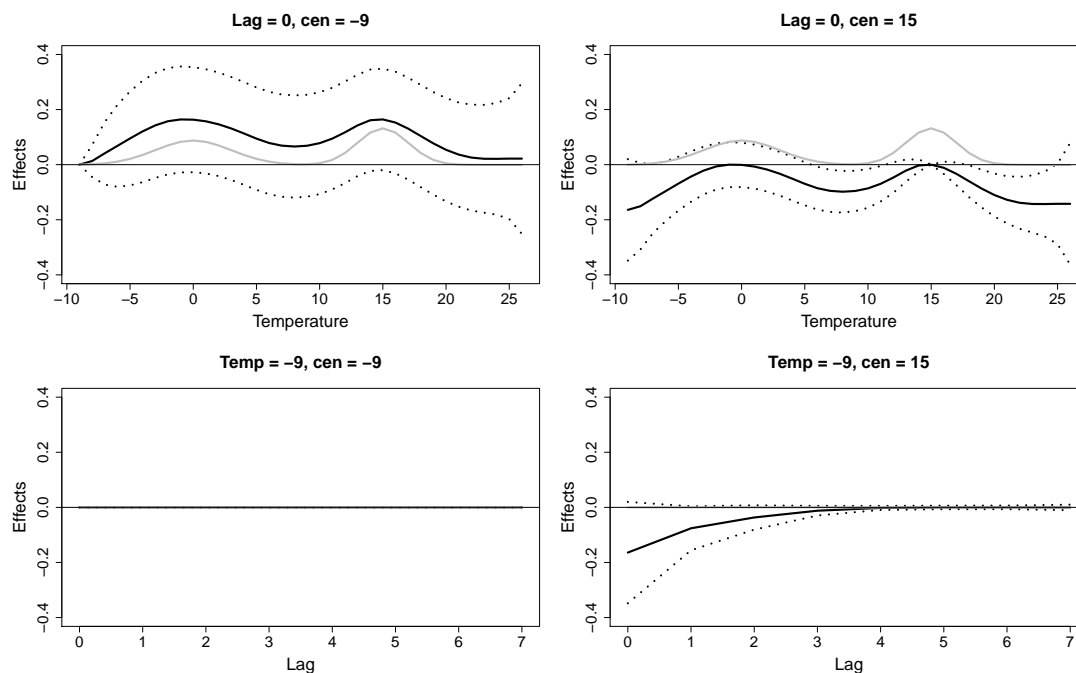 Lag = 0, cen = −9
Effects
0.4
0.2
0.0
−0.2
−0.4
−10 −5 0 5 10 15 20 25
Temperature
Lag = 0, cen = 15
Effects
0.4
0.2
0.0
−0.2
−0.4
−10 −5 0 5 10 15 20 25
Temperature
Temp = −9, cen = −9
Effects
0.4
0.2
0.0
−0.2
−0.4
0 1 2 3 4 5 6 7
Lag
Temp = −9, cen = 15
Effects
0.4
0.2
0.0
−0.2
−0.4
0 1 2 3 4 5 6 7
Lag